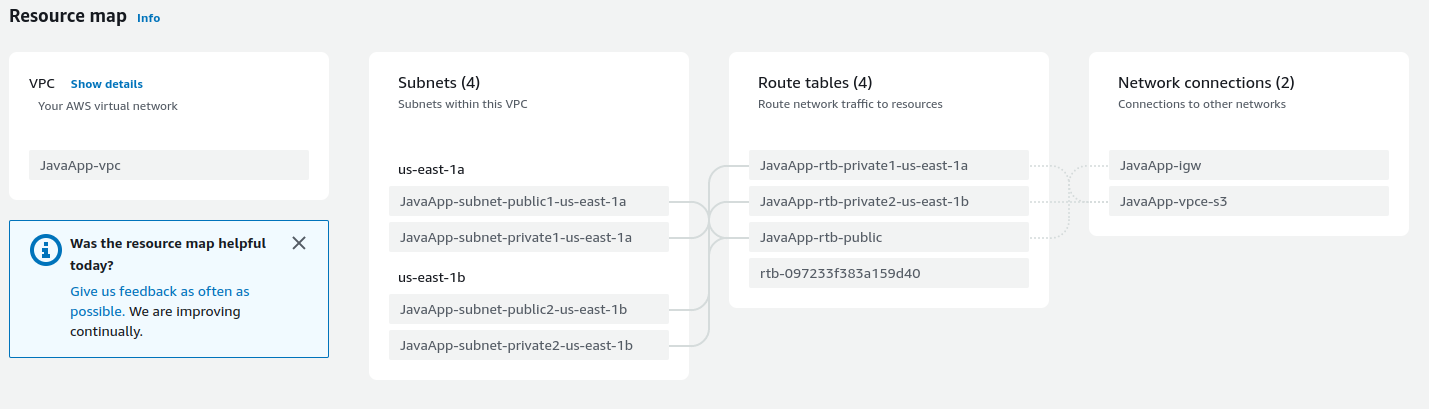 Resource map Info
VPC Show details
Your AWS virtual network
JavaApp-vpc
Was the resource map helpful
today?
Give us feedback as often as
possible. We are improving
continually.
Subnets (4)
Subnets within this VPC
us-east-1a
JavaApp-subnet-public1-us-east-1a
JavaApp-subnet-private1-us-east-1a
us-east-1b
JavaApp-subnet-public2-us-east-1b
JavaApp-subnet-private2-us-east-1b
Route tables (4)
Route network traffic to resources
JavaApp-rtb-private1-us-east-1a
JavaApp-rtb-private2-us-east-1b
JavaApp-rtb-public
rtb-097233f383a159d40
Network connections (2)
Connections to other networks
JavaApp-igw
JavaApp-vpce-s3